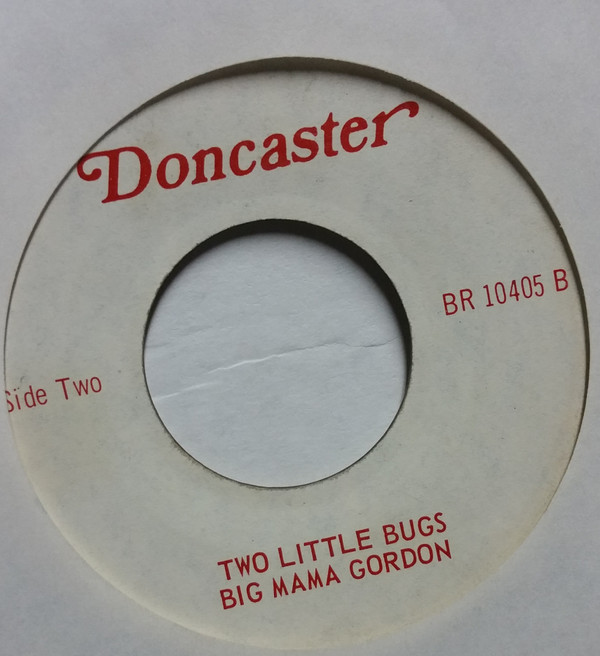 Doncaster
BR 10405 B
Side Two
TWO LITTLE BUGS
BIG MAMA GORDON